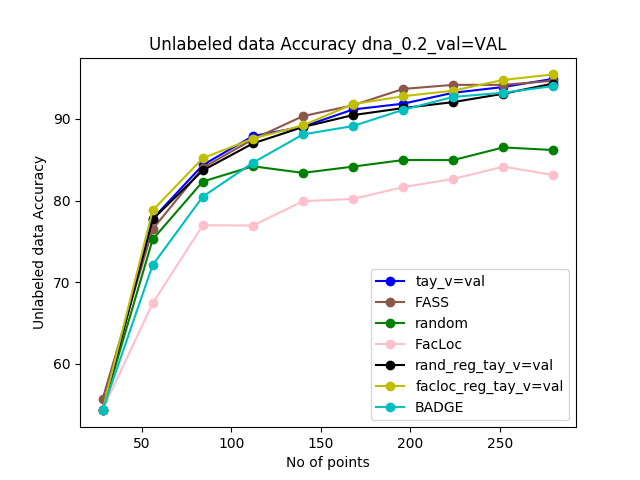 Unlabeled data Accuracy dna_0.2_val=VAL
Unlabeled data Accuracy
90
80
70
60
50
100
150
200
250
No of points
tay_v=val
FASS
random
FacLoc
rand_reg_tay_v=val
facloc_reg_tay_v=val
BADGE